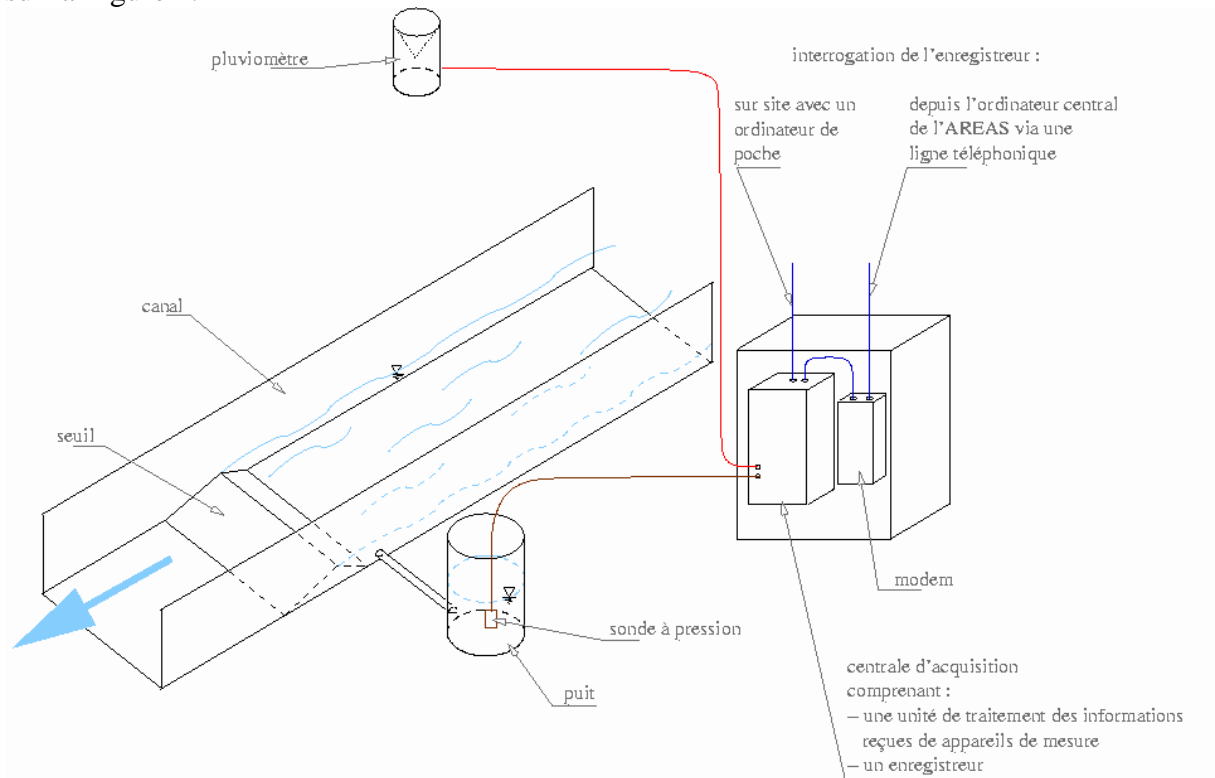 pluviomètre
interrogation de l'enregistreur :
sur site avec un
ordinateur de
poche
depuis l'ordinateur central
de l'AREAS via une
ligne téléphonique
canal
seuil
modem
sonde à pression
puit
centrale d'acquisition
comprenant :
– une unité de traitement des informations
reçues de appareils de mesure
– un enregistreur